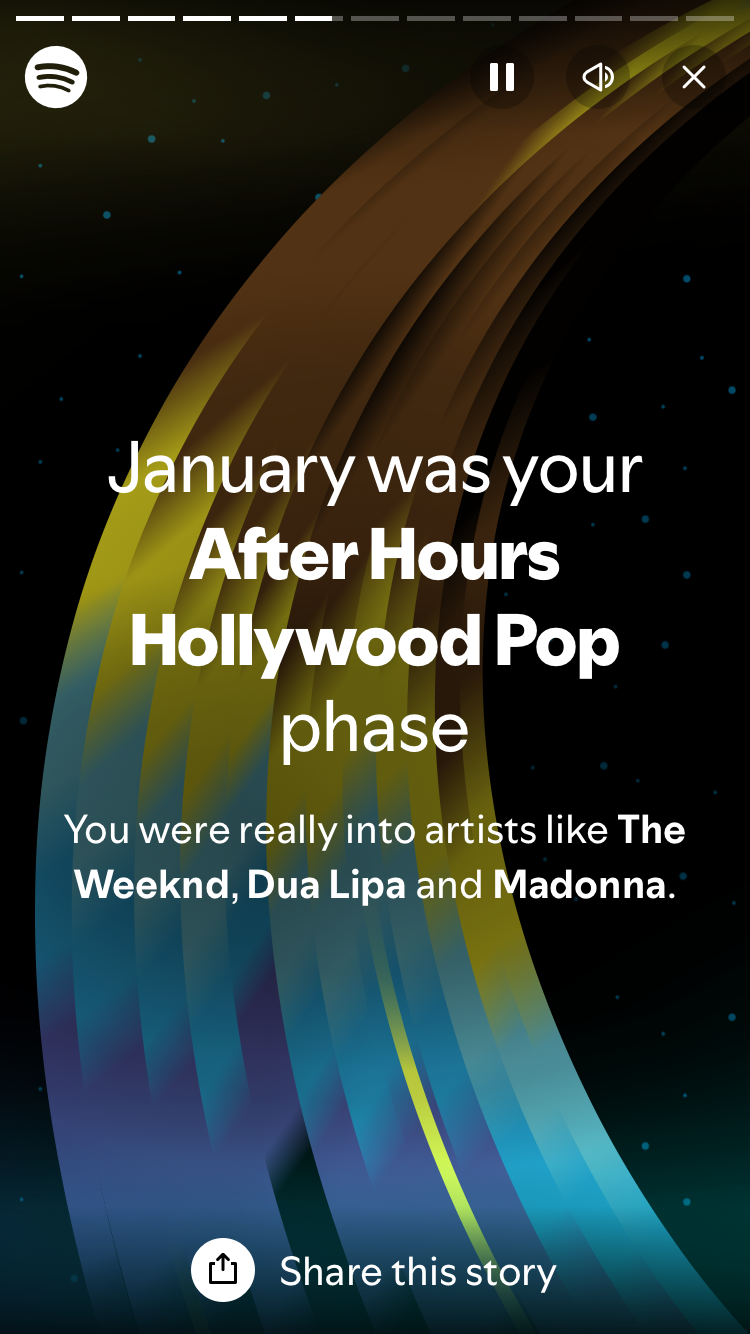 January was your
After Hours
Hollywood Pop
phase
You were really into artists like The
Weeknd, Dua Lipa and Madonna.
Share this story